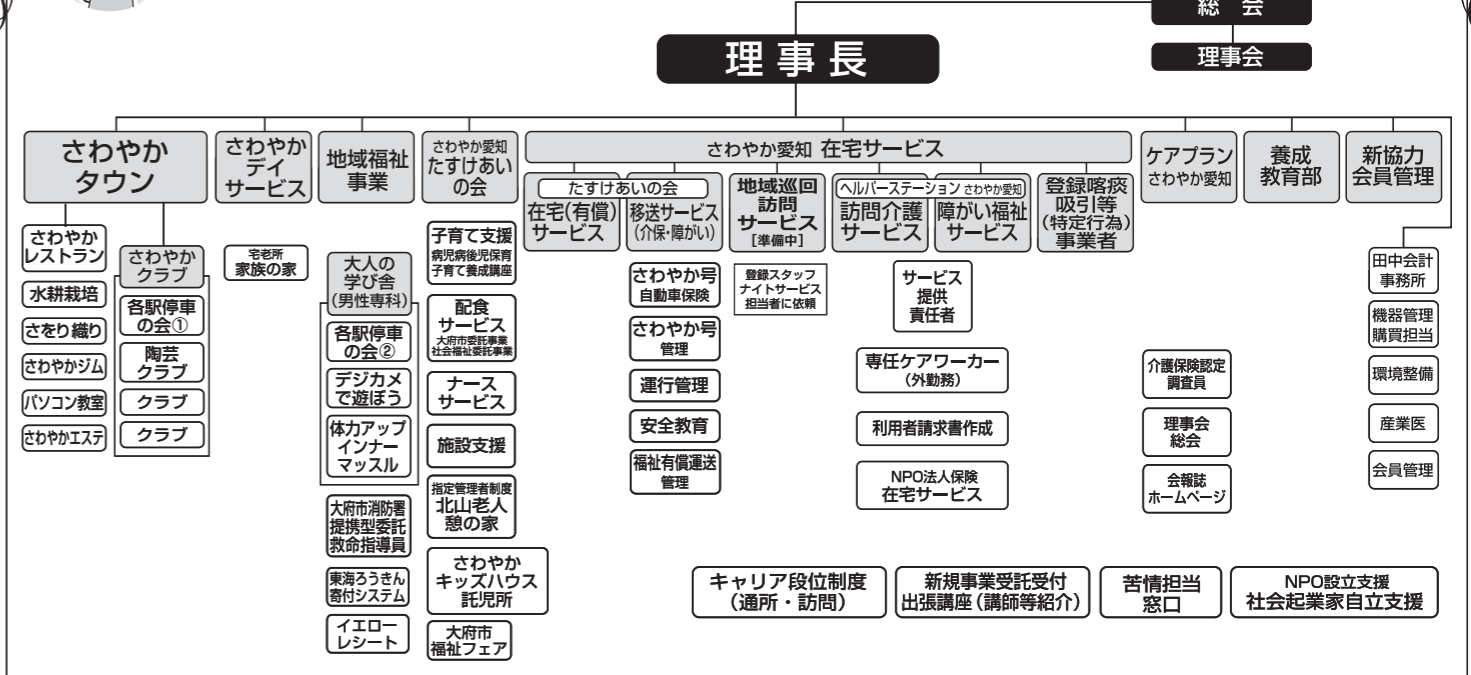 総 会
理事会
理事長
さわやか
タウン
さわやか
レストラン
水耕栽培
さをり織り
さわやかジム
パソコン教室
さわやかエステ
さわやか
クラブ
各駅停車
の会①
陶芸
クラブ
クラブ
クラブ
さわやか
デイ
サービス
宅老所
家族の家
地域福祉
事業
大人の
学び舎
(男性専科)
各駅停車
の会②
デジカメ
で遊ぼう
体力アップ
インナー
マッスル
大府市消防署
提携型委託
救命指導員
東海ろうきん
寄付システム
イエロー
レシート
さわやか愛知
たすけあい
の会
子育て支援
病児病後児保育
子育て養成講座
配食
サービス
大府市委託事業
社会福祉委託事業
ナース
サービス
施設支援
指定管理者制度
北山老人
憩の家
さわやか
キッズハウス
託児所
大府市
福祉フェア
さわやか愛知 在宅サービス
たすけあいの会
在宅(有償)
サービス
移送サービス
(介保・障がい)
さわやか号
自動車保険
さわやか号
管理
運行管理
安全教育
福祉有償運送
管理
地域巡回
訪問
サービス
[準備中]
登録スタッフ
ナイトサービス
担当者に依頼
ヘルパーステーション さわやか愛知
訪問介護
サービス
障がい福祉
サービス
サービス
提供
責任者
専任ケアワーカー
(外勤務)
利用者請求書作成
NPO法人保険
在宅サービス
登録喀痰
吸引等
(特定行為)
事業者
ケアプラン
さわやか愛知
介護保険認定
調査員
理事会
総会
会報誌
ホームページ
養成
教育部
新協力
会員管理
田中会計
事務所
機器管理
購買担当
環境整備
産業医
会員管理
キャリア段位制度
(通所・訪問)
新規事業受託受付
出張講座(講師等紹介)
苦情担当
窓口
NPO設立支援
社会起業家自立支援